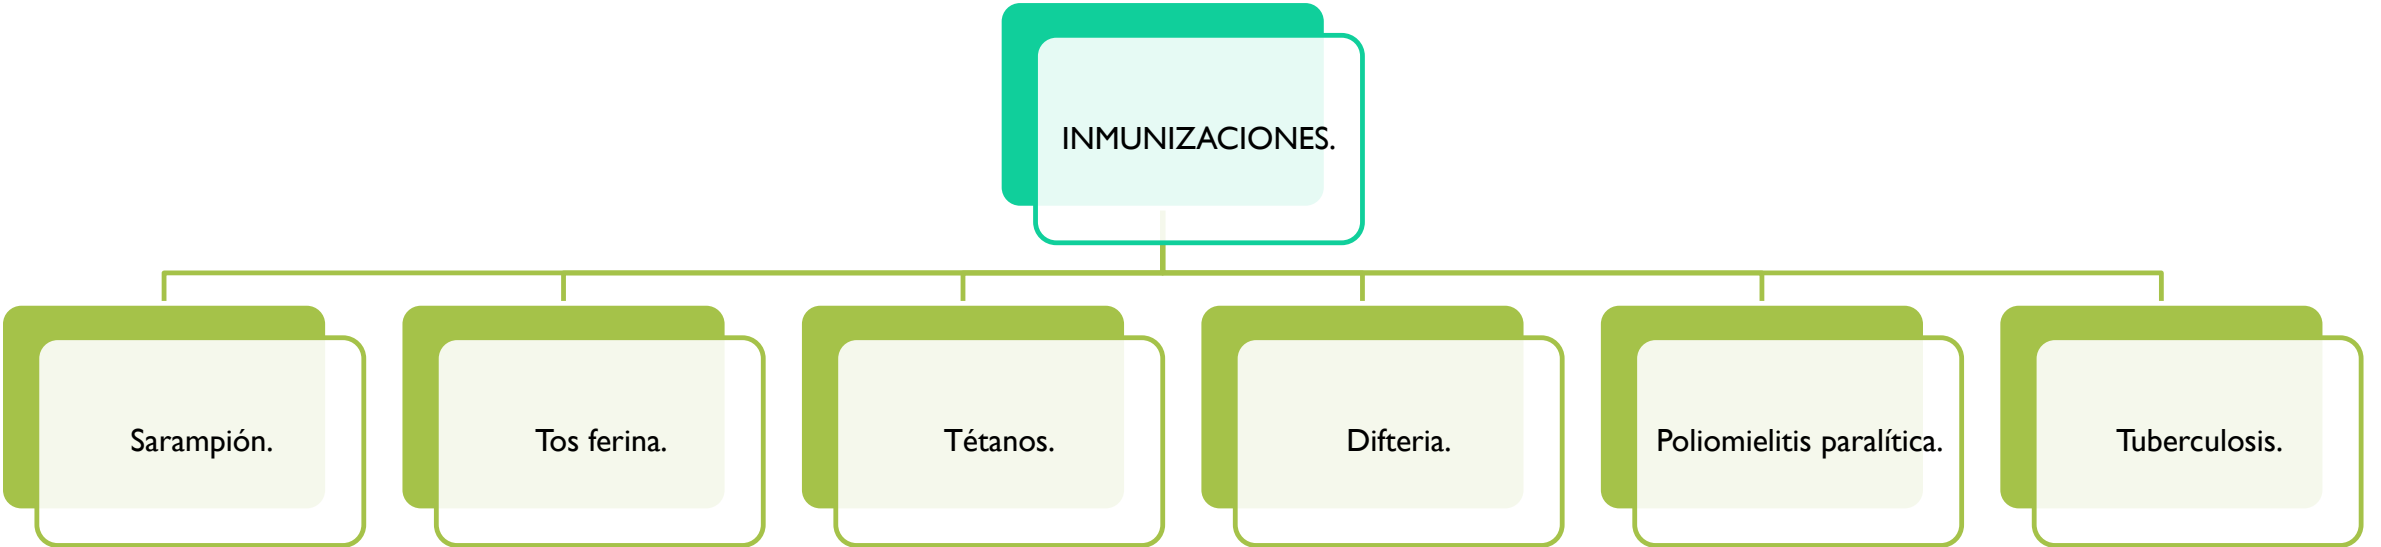 INMUNIZACIONES.
Sarampión.
Tos ferina.
Tétanos.
Difteria.
Poliomielitis paralítica.
Tuberculosis.